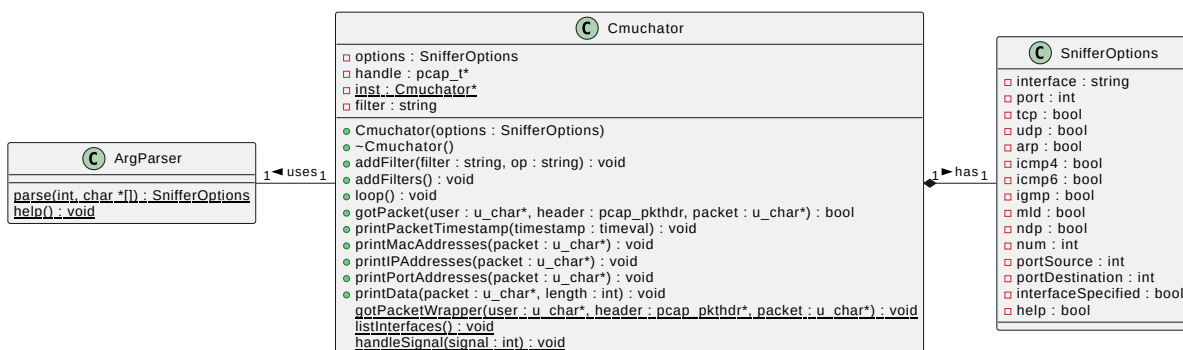 C ArgParser
parse(int, char *[]) : SnifferOptions
help() : void
1 ◄ uses 1
C Cmuchator
options : SnifferOptions
handle : pcap_t*
inst : Cmuchator*
filter : string
Cmuchator(options : SnifferOptions)
~Cmuchator()
addFilter(filter : string, op : string) : void
addFilters() : void
loop() : void
gotPacket(user : u_char*, header : pcap_pkthdr, packet : u_char*) : bool
printPacketTimestamp(timestamp : timeval) : void
printMacAddresses(packet : u_char*) : void
printIPAddresses(packet : u_char*) : void
printPortAddresses(packet : u_char*) : void
printData(packet : u_char*, length : int) : void
gotPacketWrapper(user : u_char*, header : pcap_pkthdr*, packet : u_char*) : void
listInterfaces() : void
handleSignal(signal : int) : void
1 ► has 1
C SnifferOptions
interface : string
port : int
tcp : bool
udp : bool
arp : bool
icmp4 : bool
icmp6 : bool
igmp : bool
mld : bool
ndp : bool
num : int
portSource : int
portDestination : int
interfaceSpecified : bool
help : bool